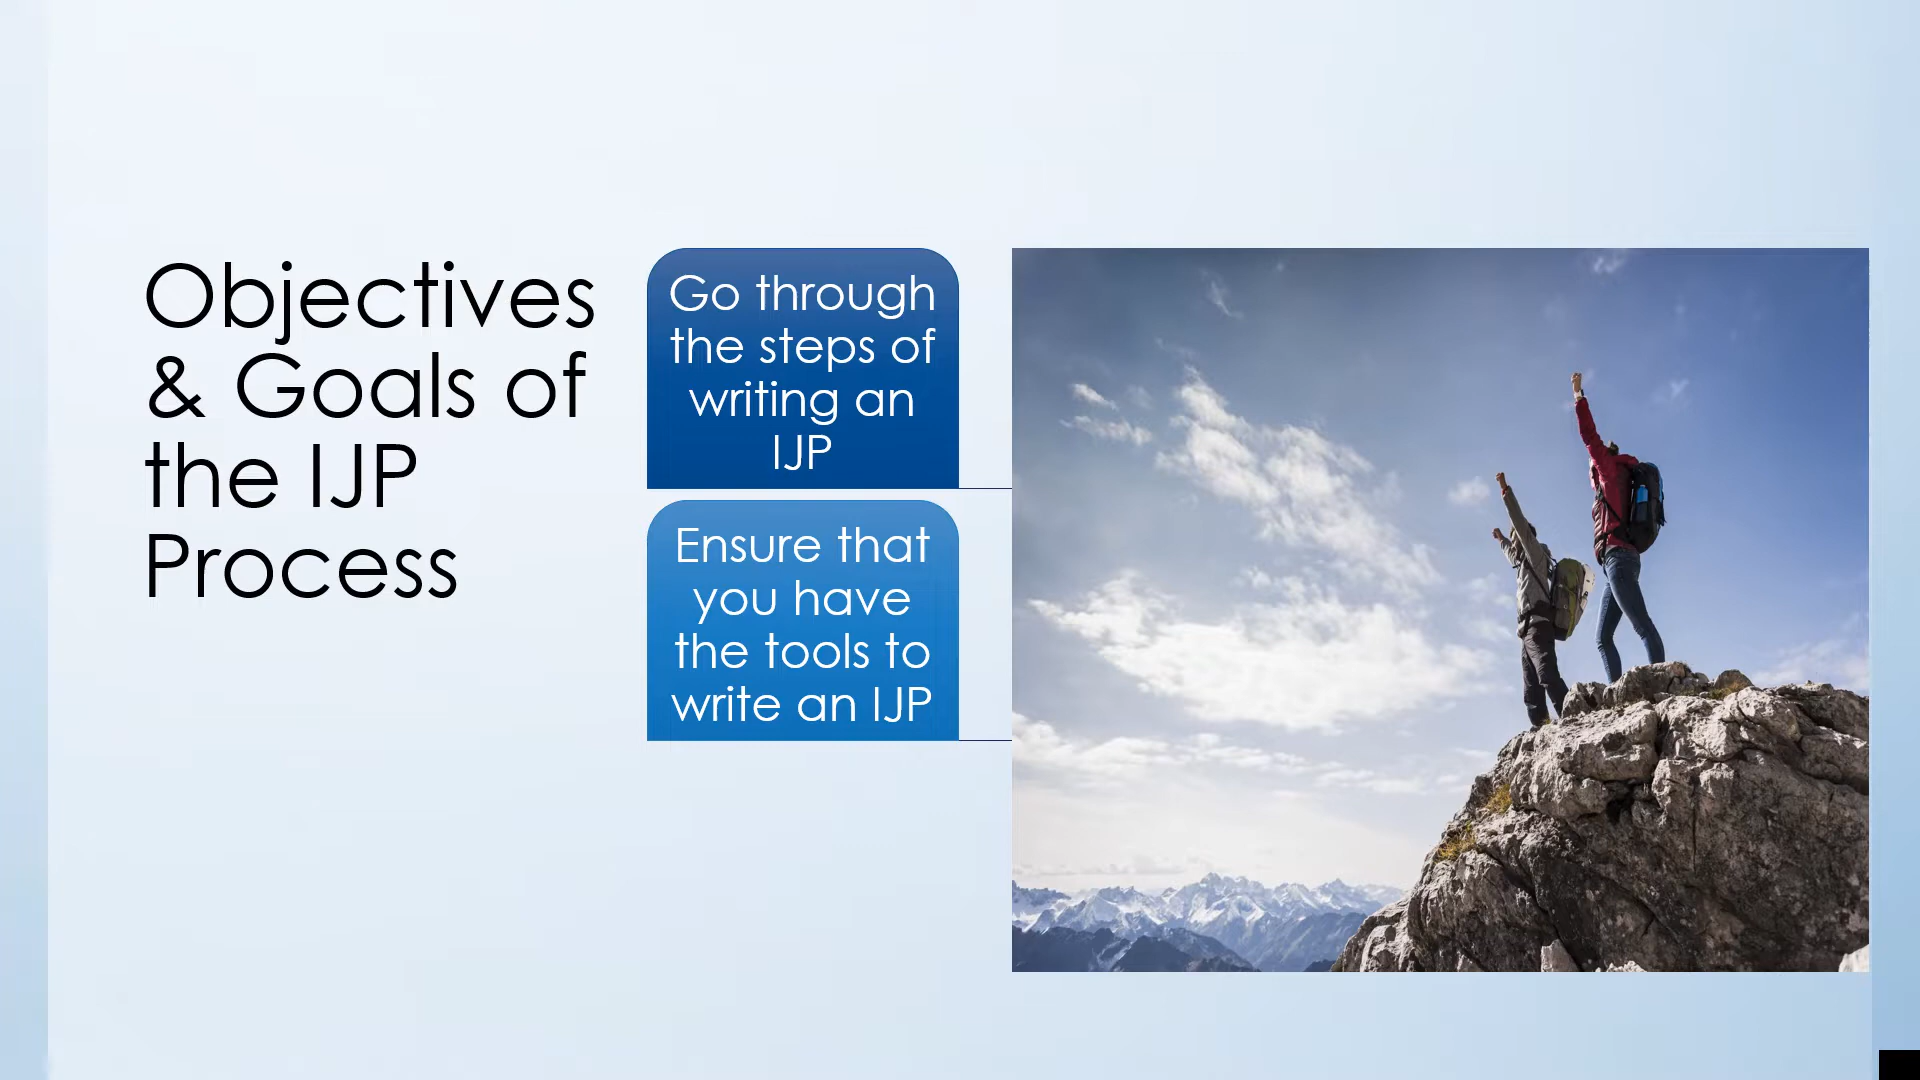 Objectives
& Goals of
the IJP
Process
Go through
the steps of
writing an
IJP
Ensure that
you have
the tools to
write an IJP